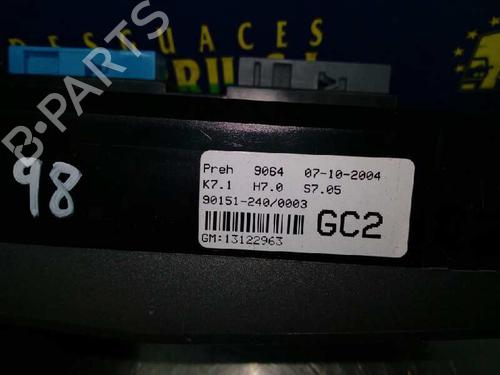 DESGUACES
B-PARTS
98
Preh 9064 07-10-2004
K7.1 H7.0 S7.05
90151-240/0003
GM:13122963
GC2